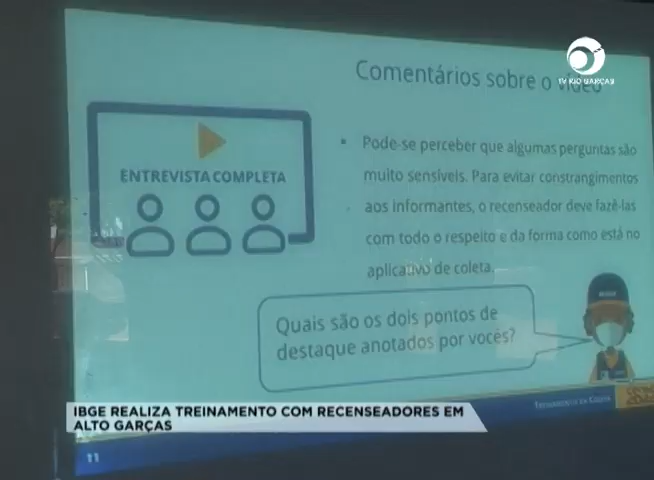 Comentários sobre o vídeo
TV RIO GARÇAS
ENTREVISTA COMPLETA
• Pode-se perceber que algumas perguntas são
muito sensíveis. Para evitar constrangimentos
aos informantes, o recenseador deve fazê-las
com todo o respeito e da forma como está no
aplicativo de coleta.
Quais são os dois pontos de
destaque anotados por vocês?
IBGE REALIZA TREINAMENTO COM RECENSEADORES EM
ALTO GARÇAS
11